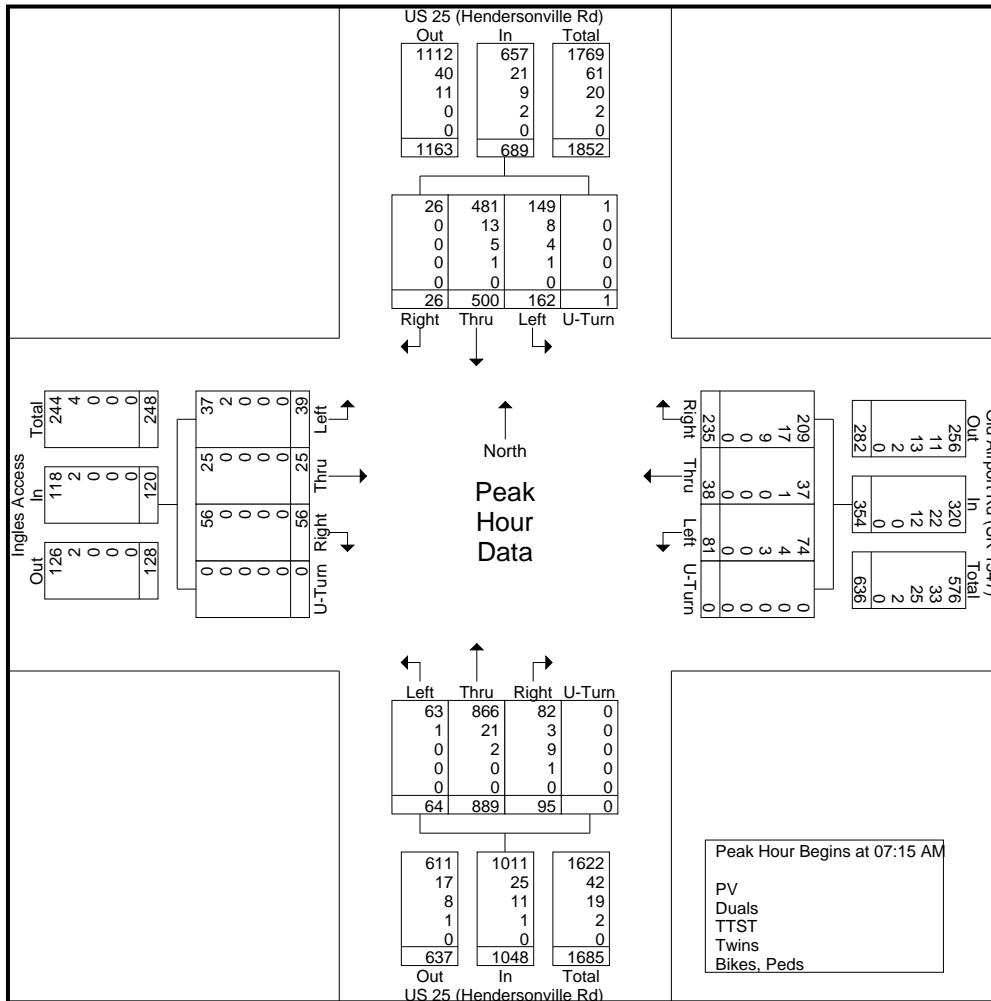 US 25 (Hendersonville Rd)
Out In Total
1112 657 1769
40 21 61
11 9 20
0 2 2
0 0 0
1163 689 1852
26 481 149 1
0 13 8 0
0 5 4 0
0 1 1 0
0 0 0 0
26 500 162 1
Right Thru Left U-Turn
Ingles Access
Total
244 4 0 0 0 248
In
118 2 0 0 0 120
Out
126 2 0 0 0 128
37 2 0 0 0 39
Left
25 0 0 0 0 25
Thru
56 0 0 0 0 56
Right
0 0 0 0 0 0
U-Turn
North
Peak
Hour
Data
Right
209 17 9 0 0 235
Thru
37 1 0 0 0 38
Left
74 4 3 0 0 81
U-Turn
0 0 0 0 0 0
Old Airport Rd (SR 1547)
Out
256 11 13 2 0 282
In
320 22 12 0 0 354
Total
576 33 25 2 0 636
Left Thru Right U-Turn
63 866 82 0
1 21 3 0
0 2 9 0
0 0 1 0
0 0 0 0
64 889 95 0
611 1011 1622
17 25 42
8 11 19
1 1 2
0 0 0
637 1048 1685
Out In Total
US 25 (Hendersonville Rd)
Peak Hour Begins at 07:15 AM
PV
Duals
TTST
Twins
Bikes, Peds